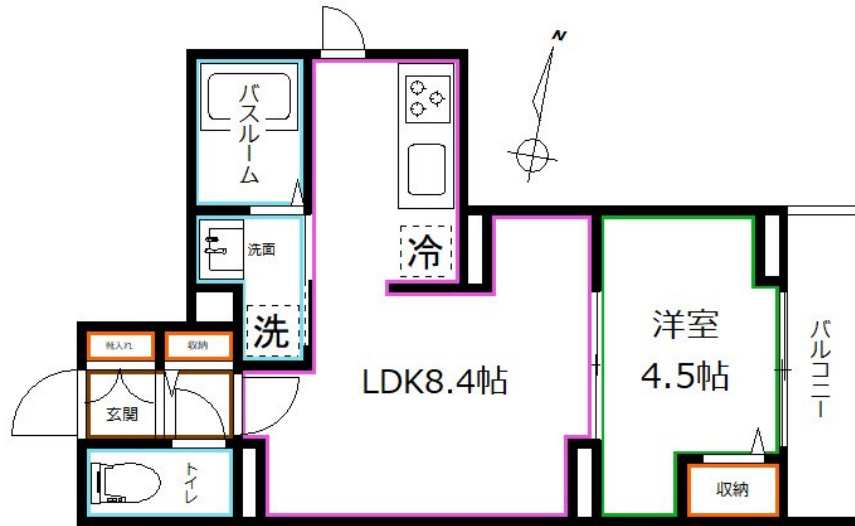 N
バスルーム
洗面
冷
洗
靴入れ
収納
玄関
トイレ
LDK8.4帖
洋室
4.5帖
収納
バルコニー